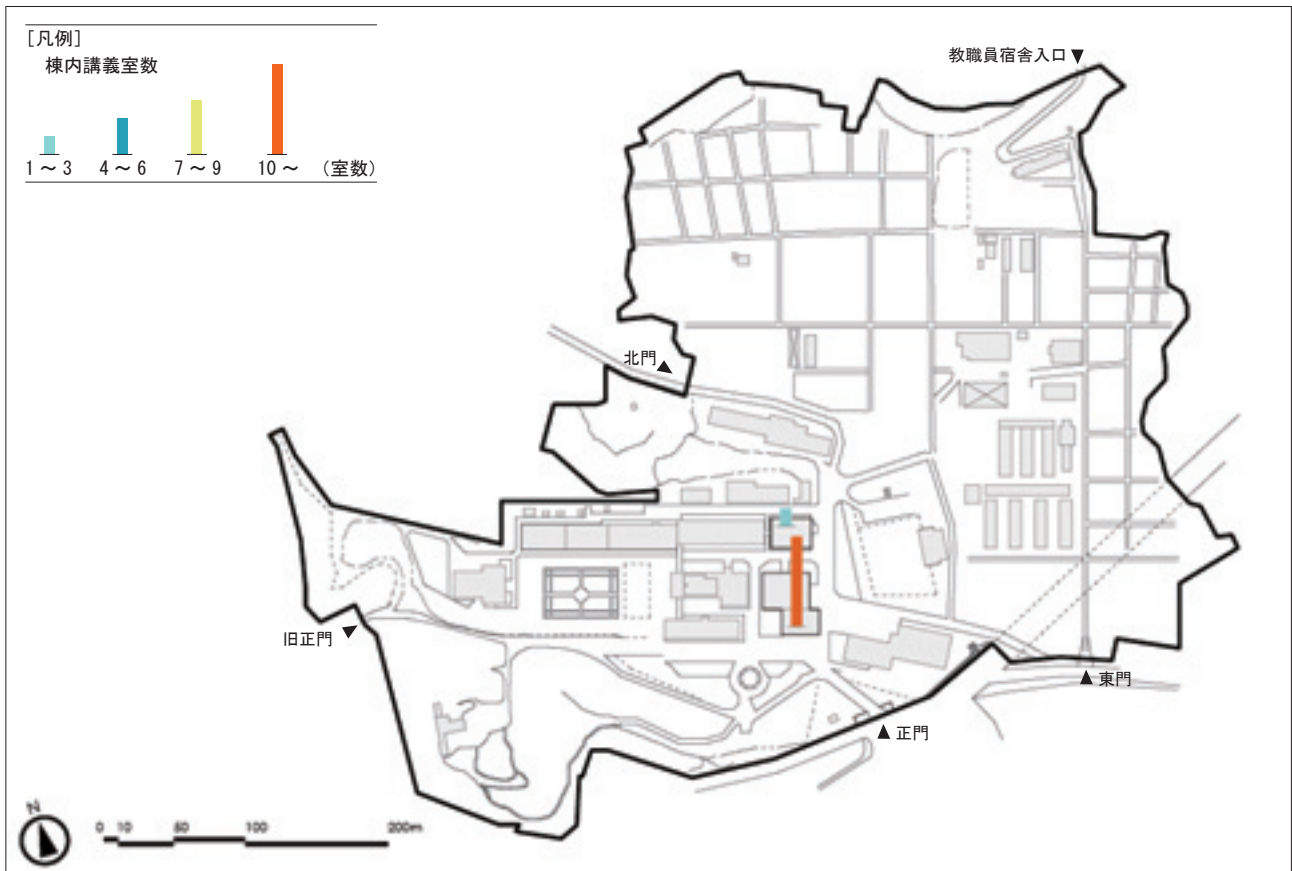 [凡例]
棟内講義室数
1～3 4～6 7～9 10～ (室数)
教職員宿舎入口
北門
旧正門
東門
正門
N
0 10 50 100 200m